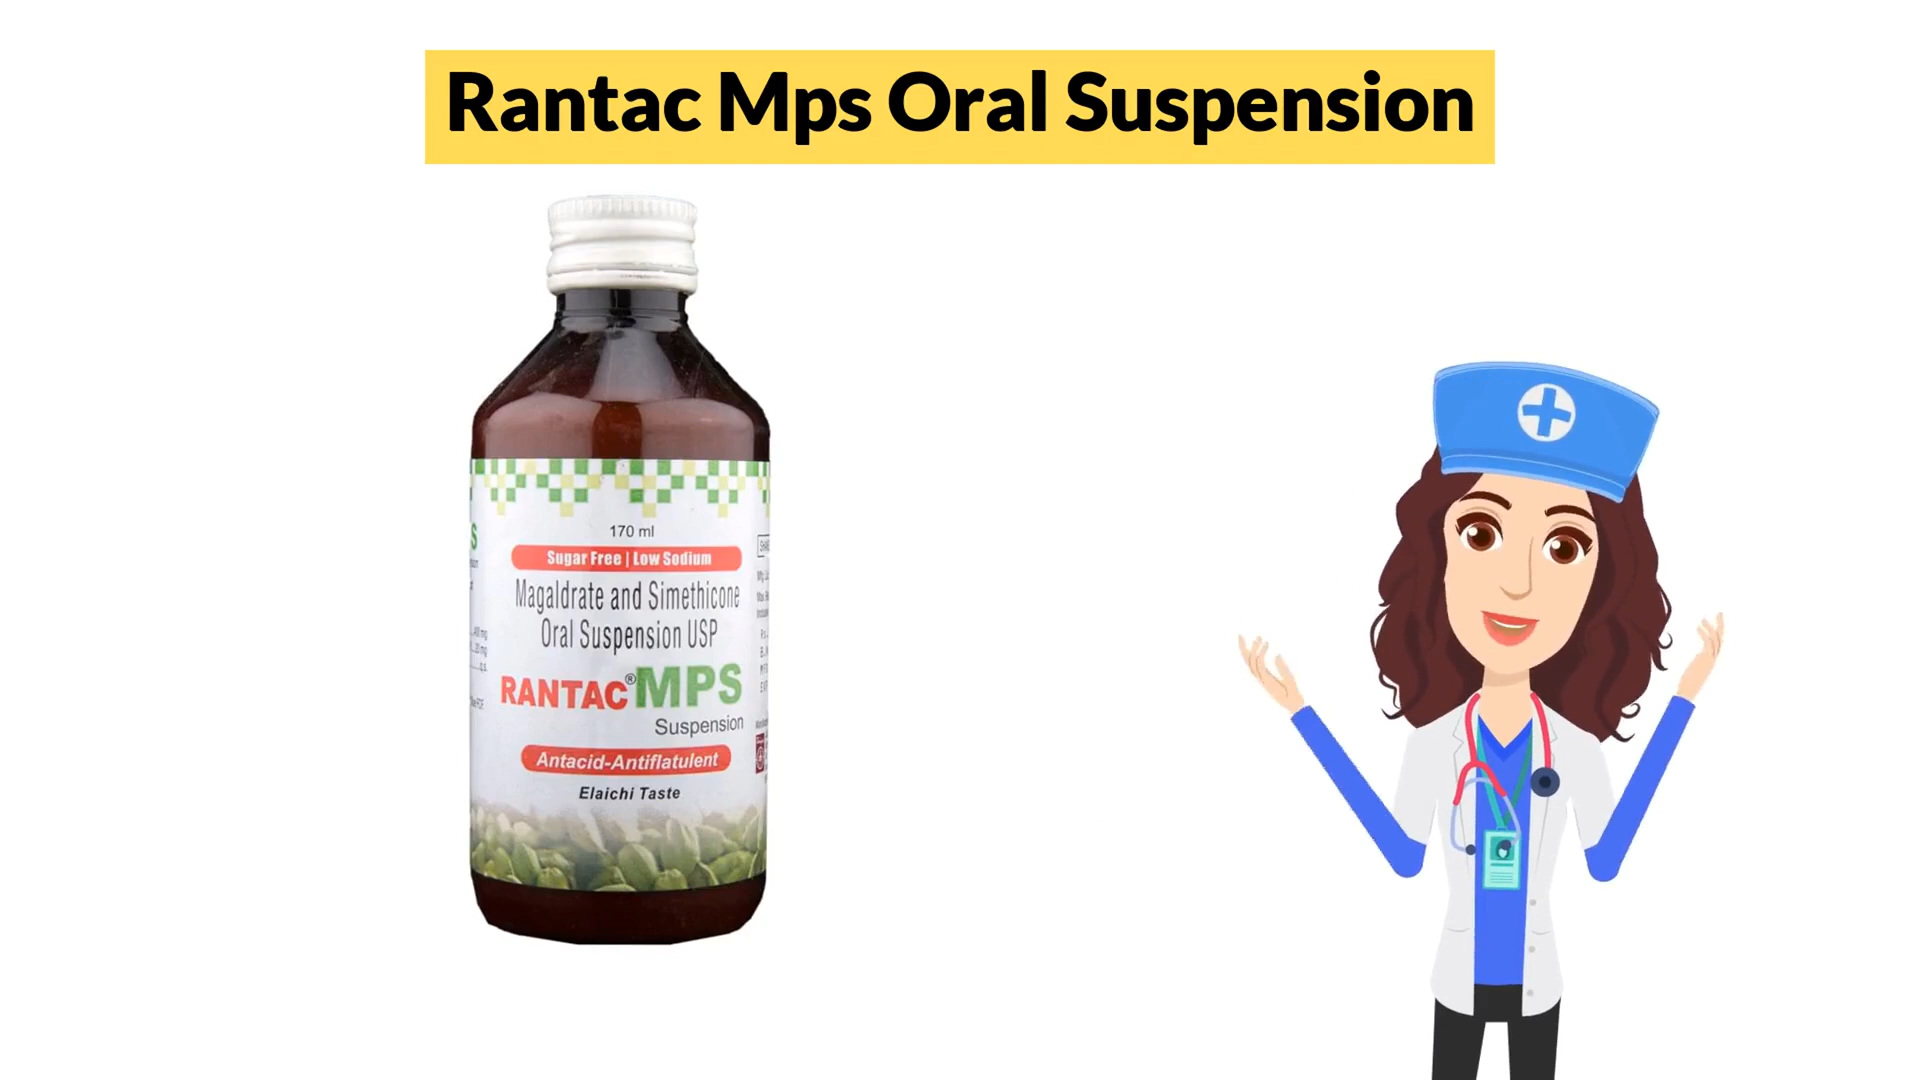 Rantac Mps Oral Suspension
170 ml
Sugar Free | Low Sodium
Magaldrate and Simethicone
Oral Suspension USP
RANTAC® MPS
Suspension
Antacid-Antiflatulent
Elaichi Taste